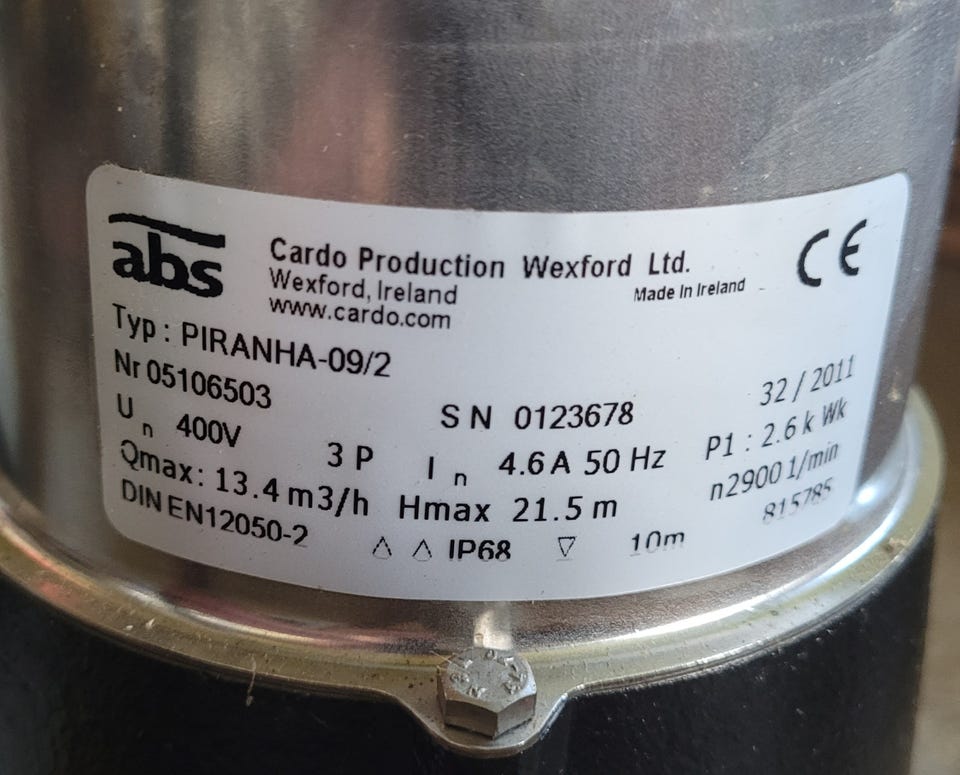 abs
Cardo Production Wexford Ltd.
Wexford, Ireland
Made In Ireland
www.cardo.com
CE
Typ : PIRANHA-09/2
Nr 05106503
SN 0123678
32 / 2011
Un 400V 3 P In 4.6A 50 Hz P1 : 2.6 k Wk
Qmax: 13.4 m3/h Hmax 21.5 m n2900 1/min
DIN EN12050-2 IP68 10m 815785